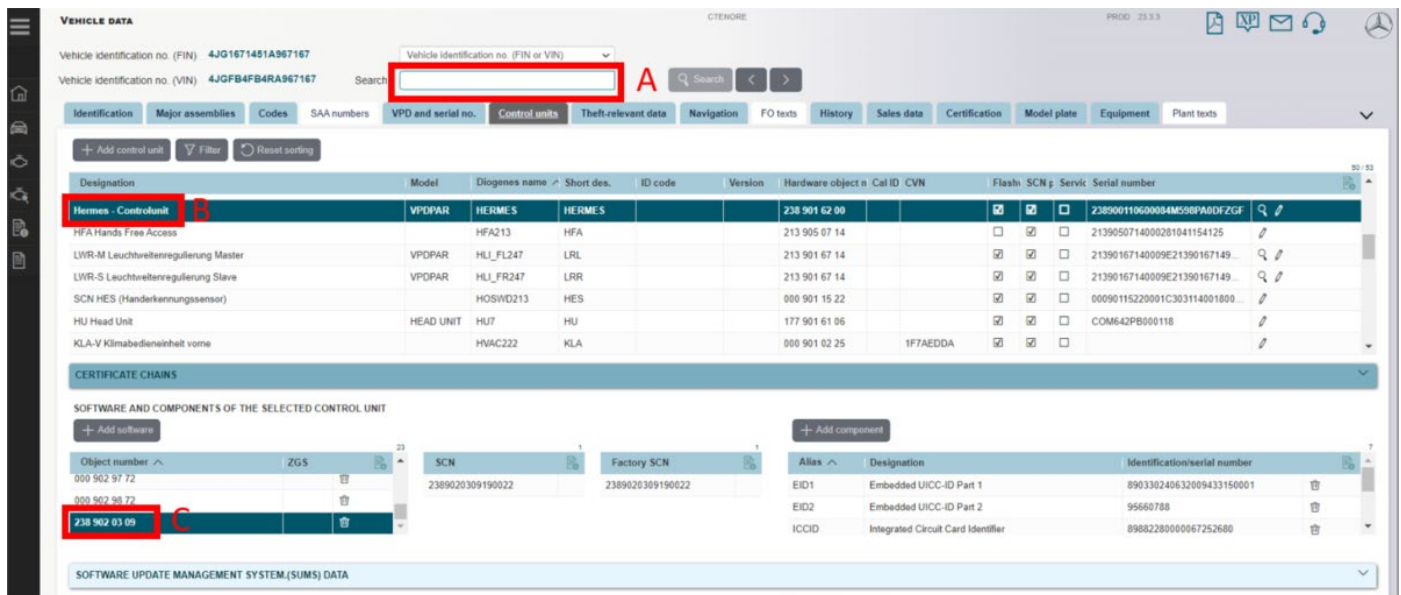 VEHICLE DATA CTENORE PROD 23.3.5 XP
Vehicle identification no. (FIN) 4JG1671451A967167 Vehicle identification no. (FIN or VIN)
Vehicle identification no. (VIN) 4JGFB4FB4RA967167 Search A Search
Identification Major assemblies Codes SAA numbers VPD and serial no. Control units Theft-relevant data Navigation FO texts History Sales data Certification Model plate Equipment Plant texts
+ Add control unit Filter Reset sorting
50 / 53
Designation Model Diogenes name Short des. ID code Version Hardware object n Cal ID CVN Flash SCN p Servic Serial number
Hermes - Controlunit B VPDPAR HERMES HERMES 238 901 62 00 238900110600084M598PA0DFZGF
HFA Hands Free Access HFA213 HFA 213 905 07 14 2139050714000281041154125
LWR-M Leuchtweitenregulierung Master VPDPAR HLI_FL247 LRL 213 901 67 14 21390167140009E21390167149...
LWR-S Leuchtweitenregulierung Slave VPDPAR HLI_FR247 LRR 213 901 67 14 21390167140009E21390167149...
SCN HES (Handerkennungssensor) HOSWD213 HES 000 901 15 22 00090115220001C303114001800...
HU Head Unit HEAD UNIT HU7 HU 177 901 61 06 COM642PB000118
KLA-V Klimabedieneinheit vorne HVAC222 KLA 000 901 02 25 1F7AEDDA
CERTIFICATE CHAINS
SOFTWARE AND COMPONENTS OF THE SELECTED CONTROL UNIT
+ Add software + Add component
23 1 1 7
Object number ZGS SCN Factory SCN Alias Designation Identification/serial number
000 902 97 72 2389020309190022 2389020309190022 EID1 Embedded UICC-ID Part 1 89033024063200943315​0001
000 902 98 72 EID2 Embedded UICC-ID Part 2 95660788
238 902 03 09 C ICCID Integrated Circuit Card Identifier 89882280000067252680
SOFTWARE UPDATE MANAGEMENT SYSTEM.(SUMS) DATA